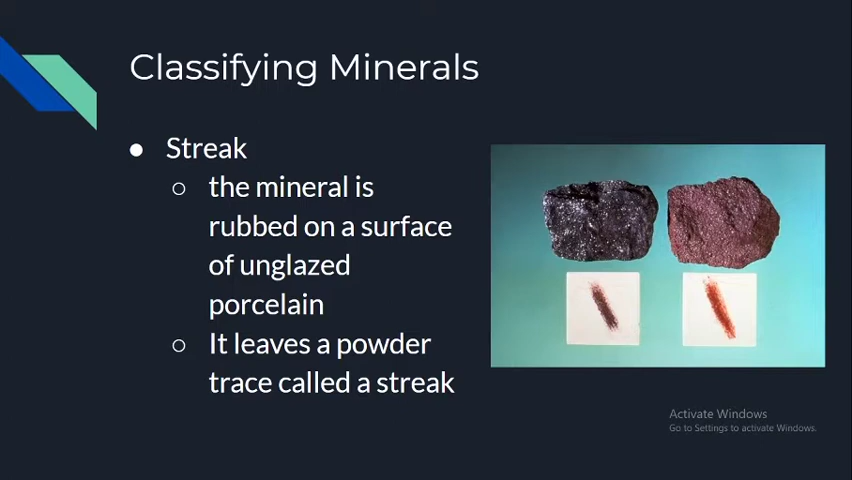 Classifying Minerals
● Streak
○ the mineral is
rubbed on a surface
of unglazed
porcelain
○ It leaves a powder
trace called a streak
Activate Windows
Go to Settings to activate Windows.